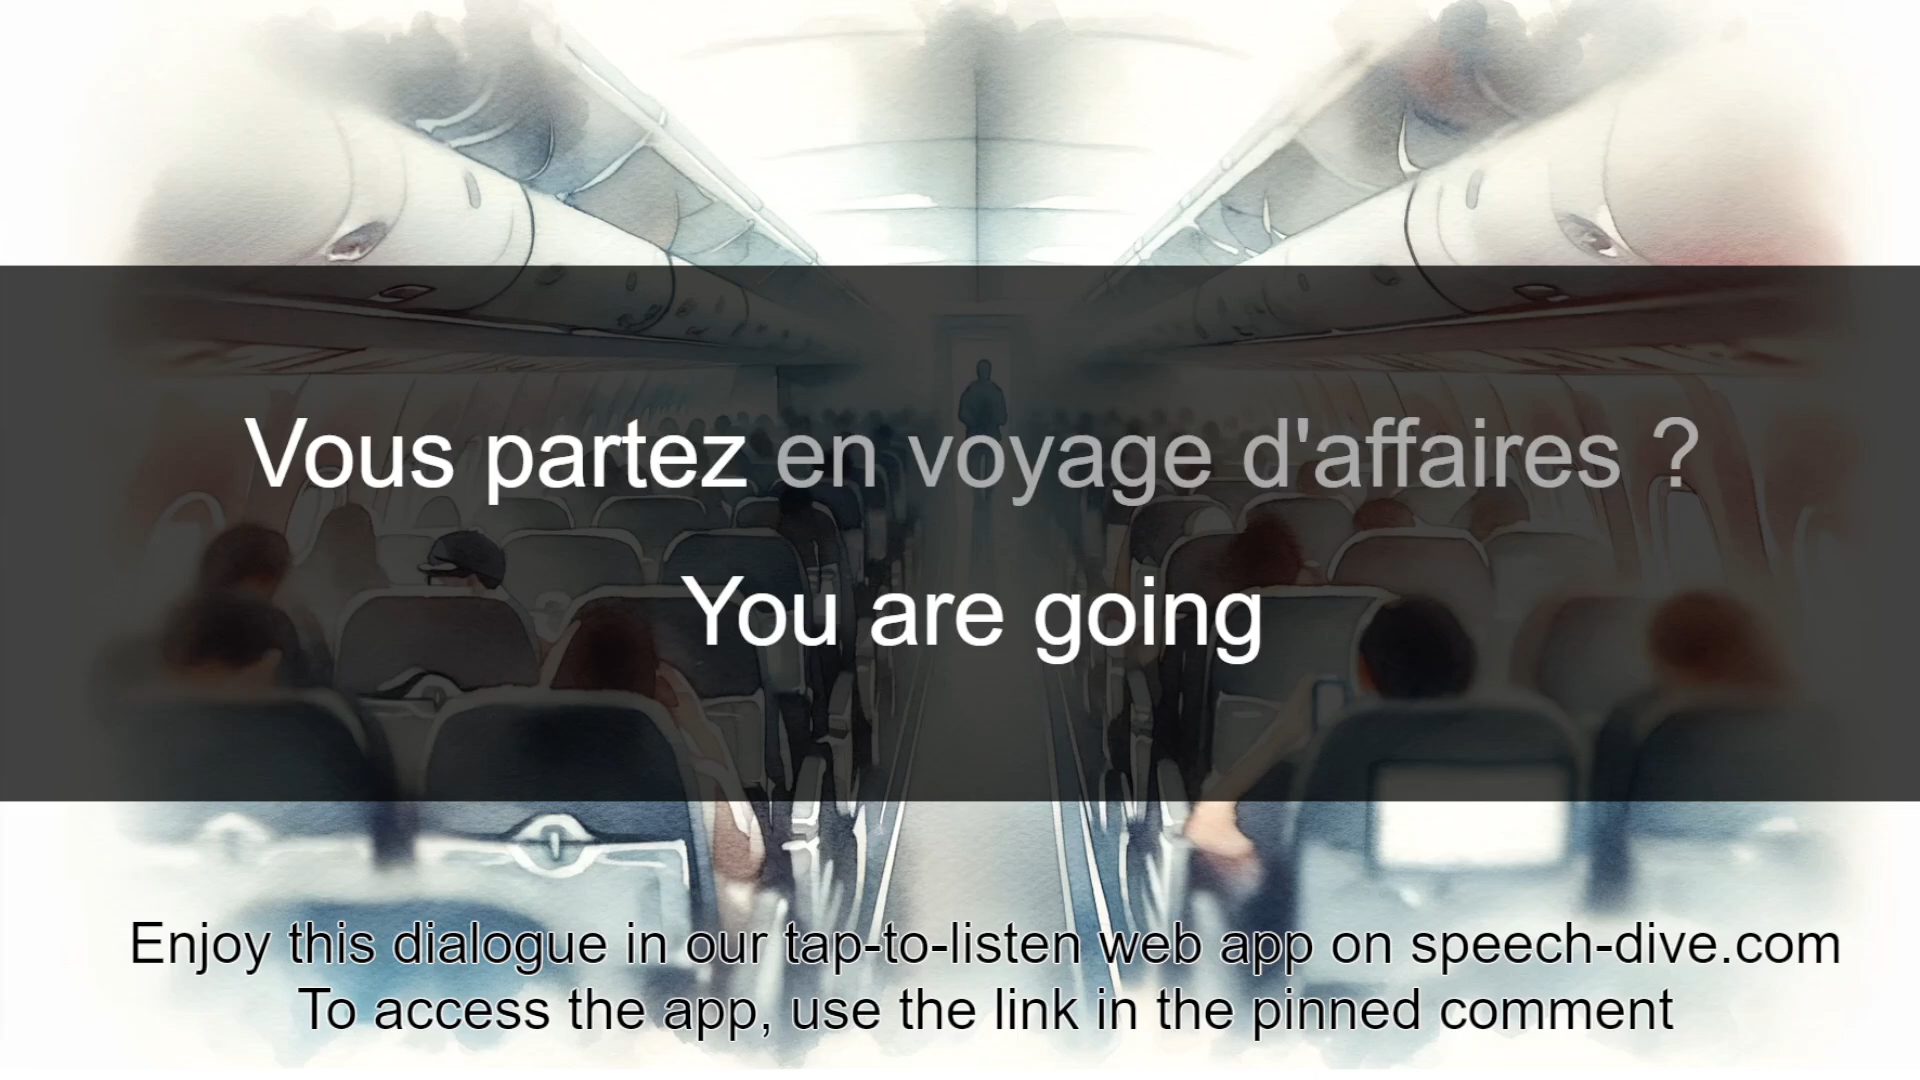 Vous partez en voyage d'affaires ?
You are going
Enjoy this dialogue in our tap-to-listen web app on speech-dive.com
To access the app, use the link in the pinned comment